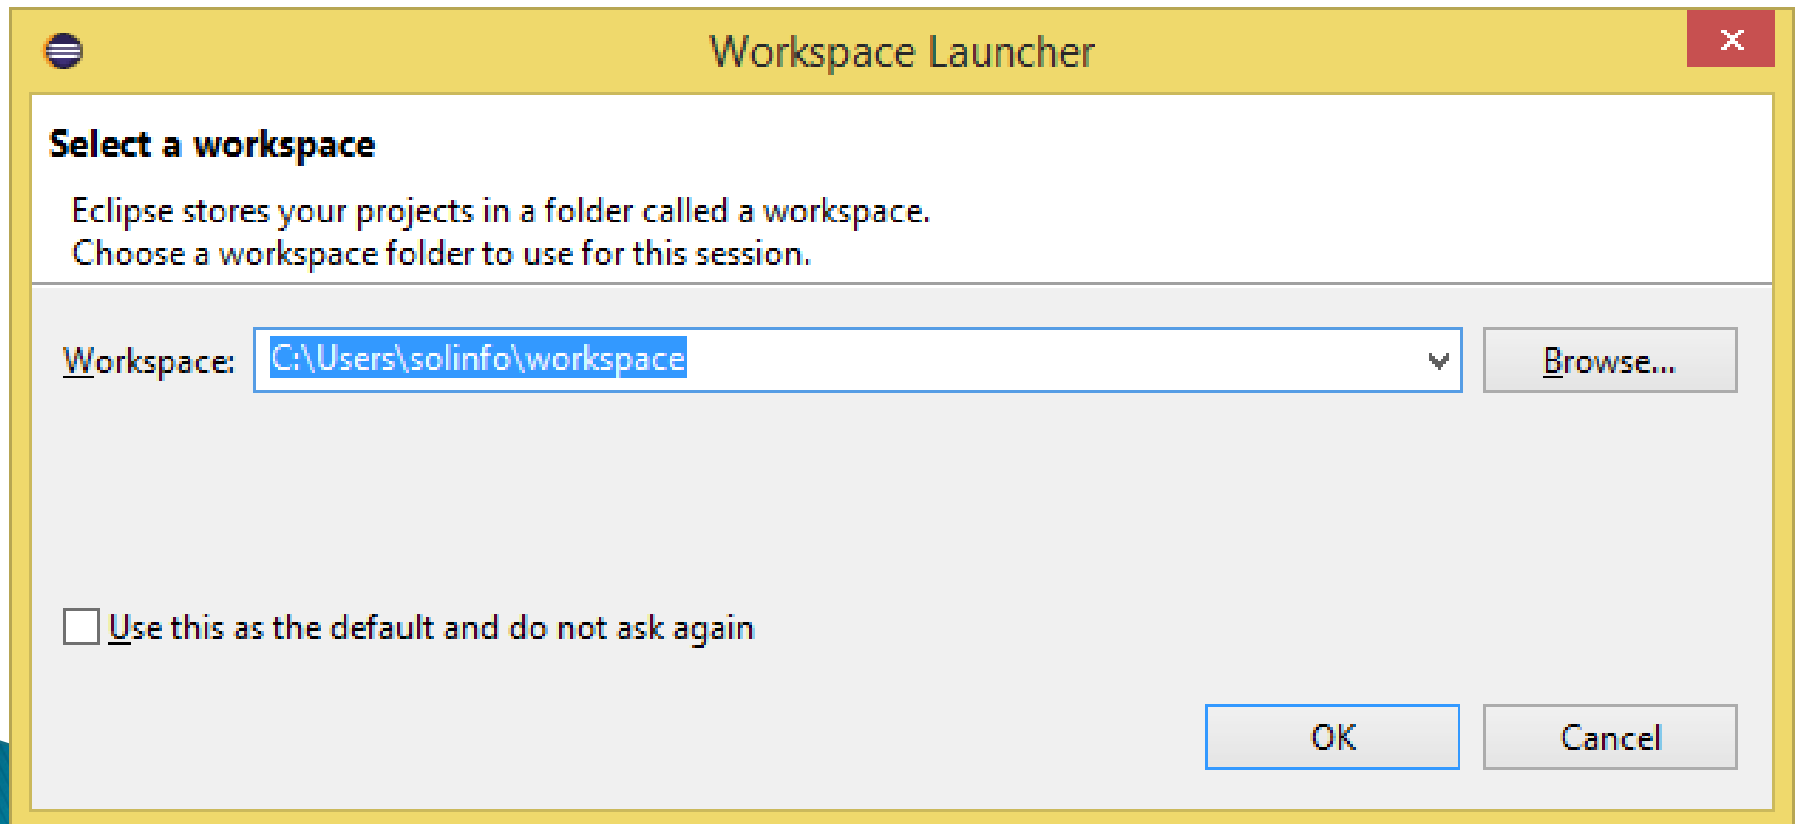 Workspace Launcher
Select a workspace
Eclipse stores your projects in a folder called a workspace.
Choose a workspace folder to use for this session.
Workspace: C:\Users\solinfo\workspace Browse...
Use this as the default and do not ask again
OK Cancel